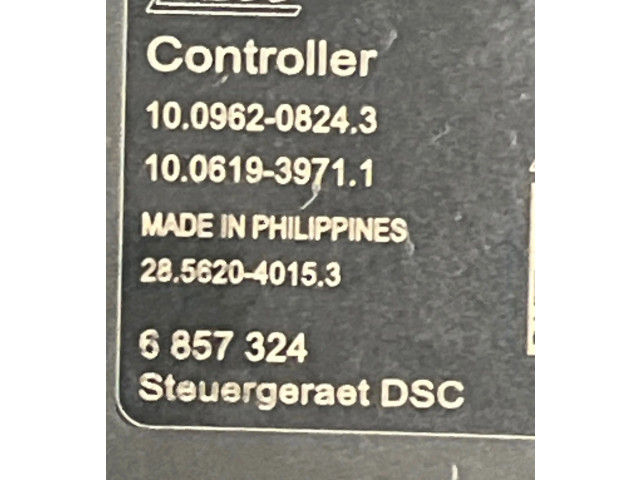 Controller
10.0962-0824.3
10.0619-3971.1
MADE IN PHILIPPINES
28.5620-4015.3
6 857 324
Steuergeraet DSC